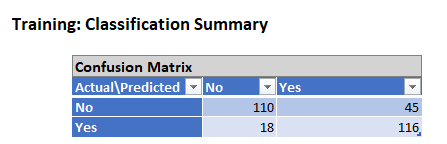 Training: Classification Summary
Confusion Matrix
Actual\Predicted No Yes
No 110 45
Yes 18 116